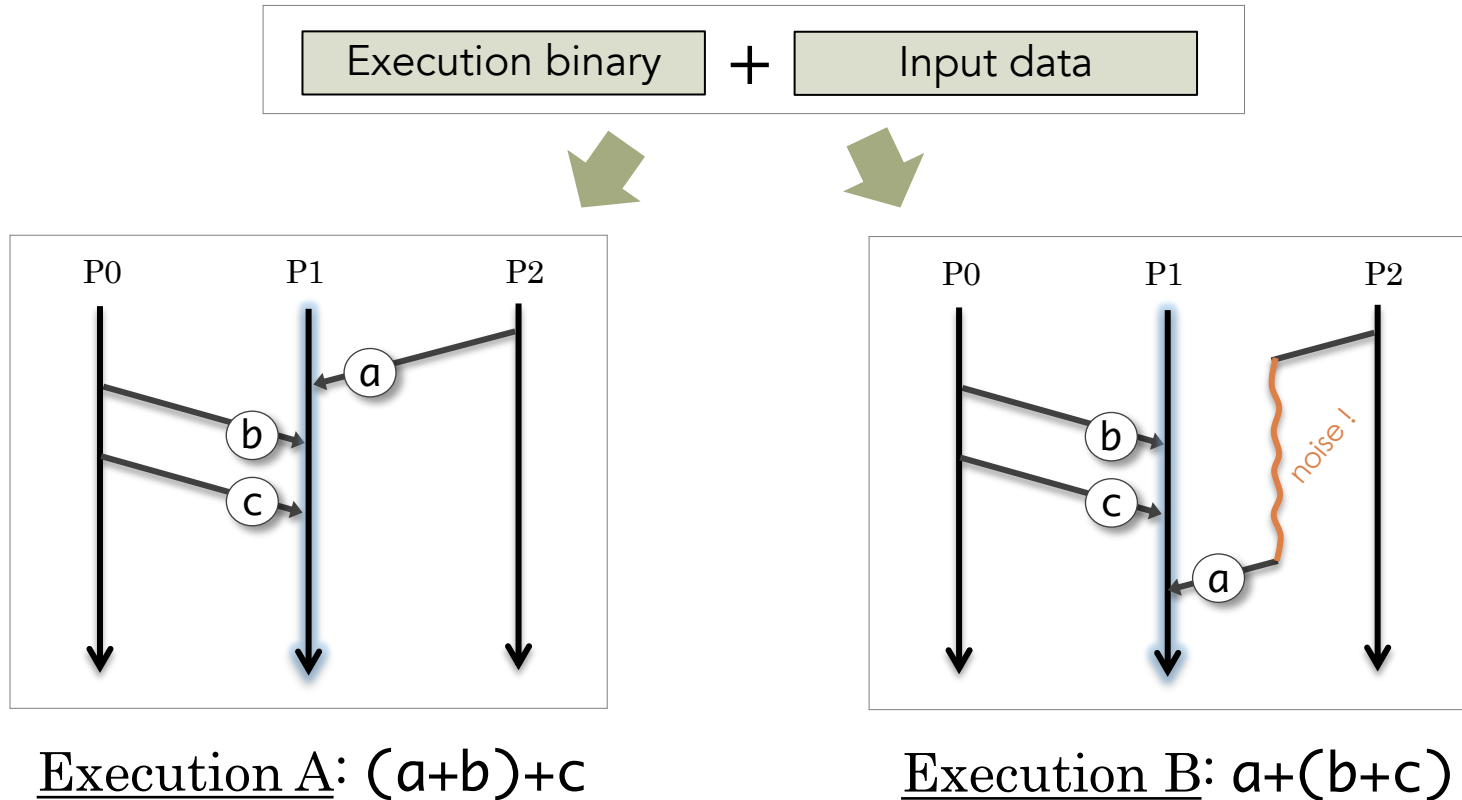 Execution binary + Input data
P0 P1 P2
a
b
c
Execution A: (a+b)+c
P0 P1 P2
b
c
noise !
a
Execution B: a+(b+c)